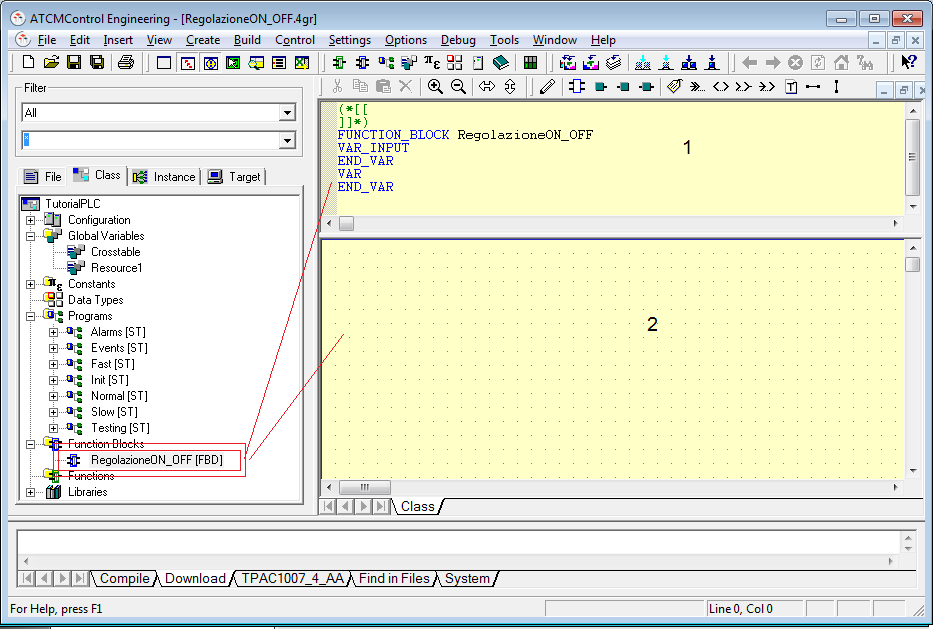 ATCMControl Engineering - [RegolazioneON_OFF.4gr]
File Edit Insert View Create Build Control Settings Options Debug Tools Window Help
Filter
All
*
File Class Instance Target
TutorialPLC
Configuration
Global Variables
Crosstable
Resource1
Constants
Data Types
Programs
Alarms [ST]
Events [ST]
Fast [ST]
Init [ST]
Normal [ST]
Slow [ST]
Testing [ST]
Function Blocks
RegolazioneON_OFF [FBD]
Functions
Libraries
(*[[
]]*)
FUNCTION_BLOCK RegolazioneON_OFF
VAR_INPUT
END_VAR
VAR
END_VAR
1
2
Class
Compile Download TPAC1007_4_AA Find in Files System
For Help, press F1
Line 0, Col 0